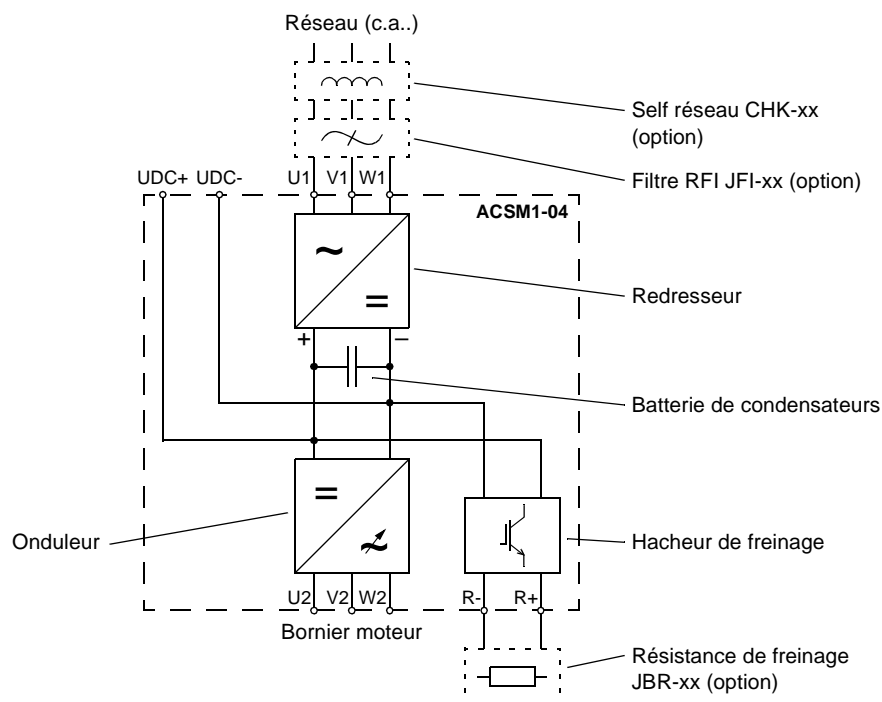 Réseau (c.a..)
Self réseau CHK-xx
(option)
Filtre RFI JFI-xx (option)
UDC+ UDC- U1 V1 W1
ACSM1-04
~
=
Redresseur
+ –
Batterie de condensateurs
=
~
Onduleur
Hacheur de freinage
U2 V2 W2 R- R+
Bornier moteur
Résistance de freinage
JBR-xx (option)